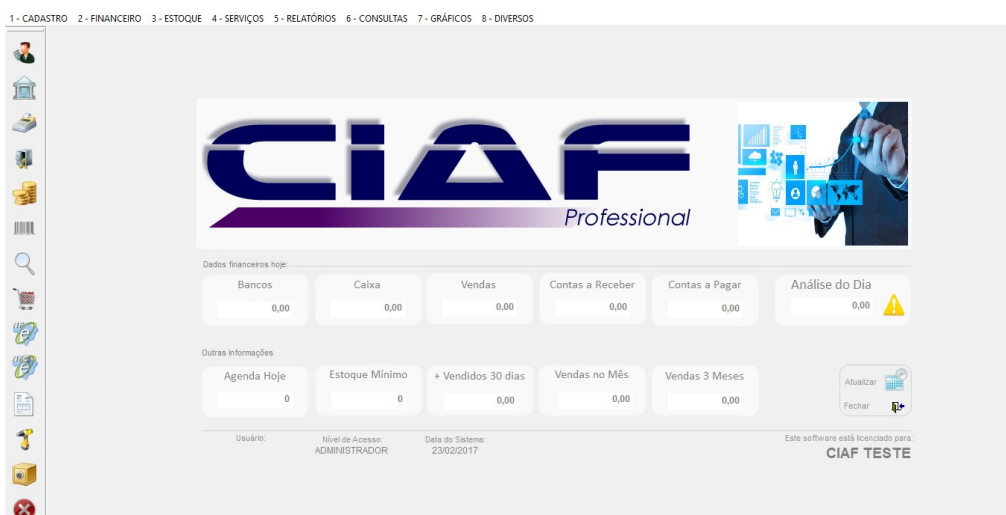 1 - CADASTRO 2 - FINANCEIRO 3 - ESTOQUE 4 - SERVIÇOS 5 - RELATÓRIOS 6 - CONSULTAS 7 - GRÁFICOS 8 - DIVERSOS
CIAF
Professional
Dados financeiros hoje:
Bancos Caixa Vendas Contas a Receber Contas a Pagar Análise do Dia
0,00 0,00 0,00 0,00 0,00 0,00
Outras Informações
Agenda Hoje Estoque Mínimo + Vendidos 30 dias Vendas no Mês Vendas 3 Meses
0 0 0,00 0,00 0,00
Atualizar
Fechar
Usuário: Nível de Acesso: Data do Sistema: Este software está licenciado para:
ADMINISTRADOR 23/02/2017 CIAF TESTE